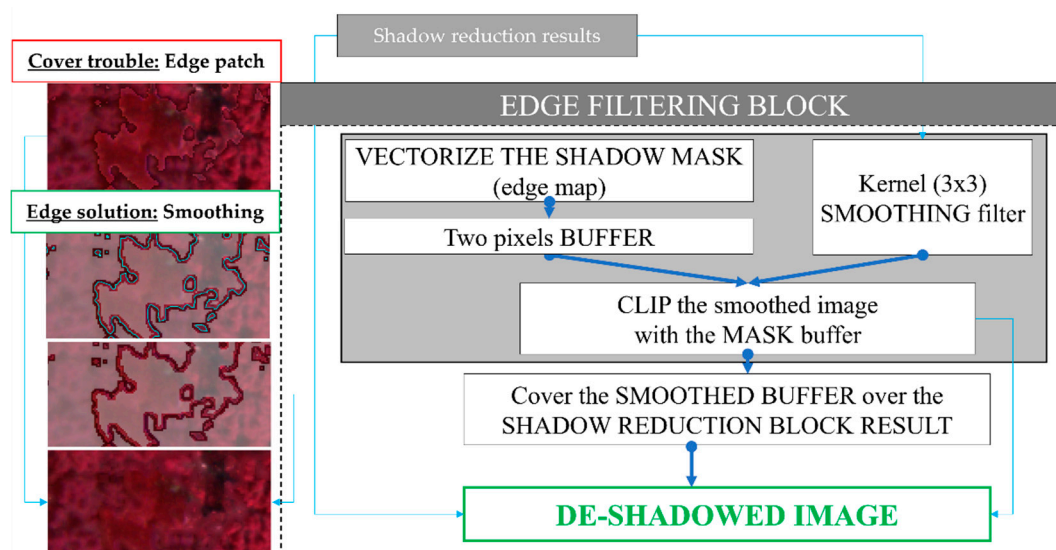 Shadow reduction results
Cover trouble: Edge patch
EDGE FILTERING BLOCK
VECTORIZE THE SHADOW MASK
(edge map)
Two pixels BUFFER
Kernel (3x3)
SMOOTHING filter
Edge solution: Smoothing
CLIP the smoothed image
with the MASK buffer
Cover the SMOOTHED BUFFER over the
SHADOW REDUCTION BLOCK RESULT
DE-SHADOWED IMAGE